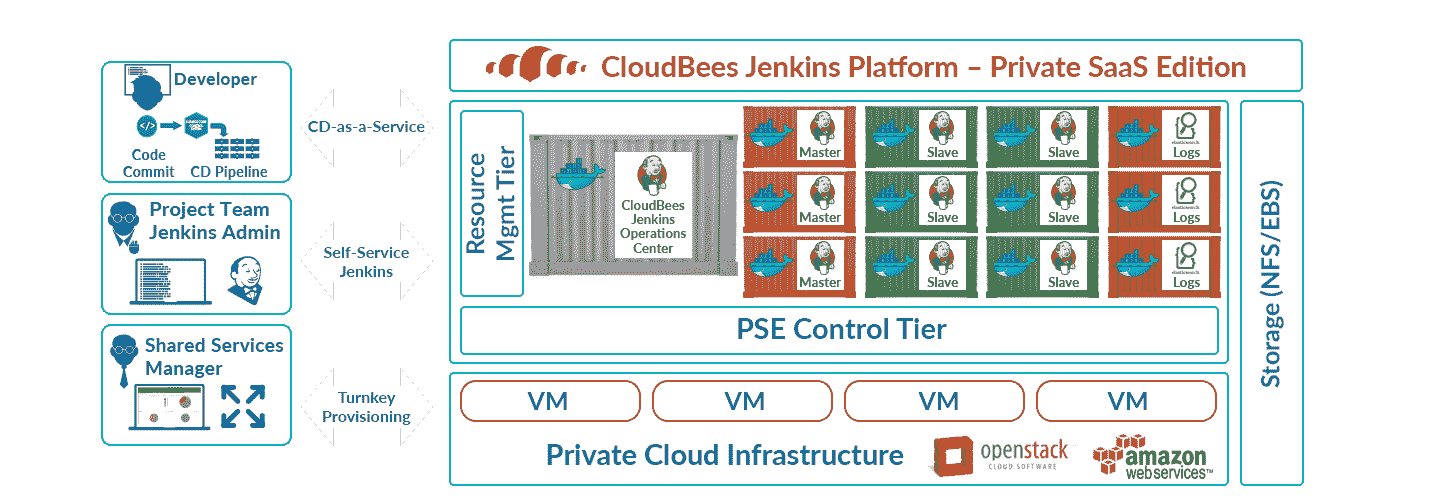 CloudBees Jenkins Platform – Private SaaS Edition
Developer
Code
Commit
CD Pipeline
CD-as-a-Service
Project Team
Jenkins Admin
Self-Service
Jenkins
Shared Services
Manager
Turnkey
Provisioning
Resource
Mgmt Tier
CloudBees
Jenkins
Operations
Center
Master
Slave
Slave
elasticsearch.
Logs
Master
Slave
Slave
elasticsearch.
Logs
Master
Slave
Slave
elasticsearch.
Logs
PSE Control Tier
VM
VM
VM
VM
Private Cloud Infrastructure
openstack
CLOUD SOFTWARE
amazon
webservices™
Storage (NFS/EBS)